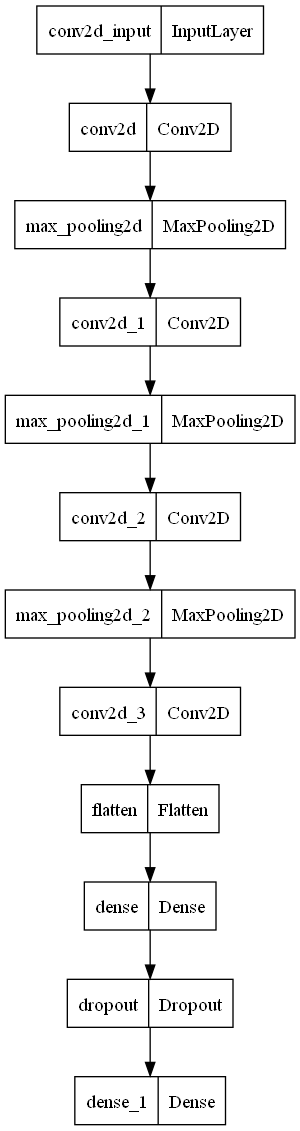 conv2d_input InputLayer
conv2d Conv2D
max_pooling2d MaxPooling2D
conv2d_1 Conv2D
max_pooling2d_1 MaxPooling2D
conv2d_2 Conv2D
max_pooling2d_2 MaxPooling2D
conv2d_3 Conv2D
flatten Flatten
dense Dense
dropout Dropout
dense_1 Dense